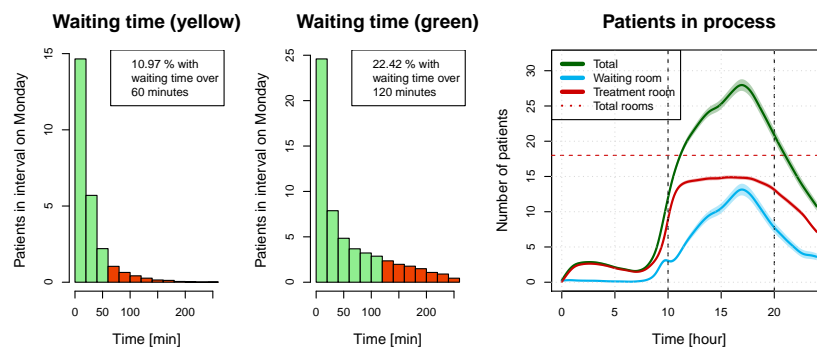 Waiting time (yellow)
Patients in interval on Monday
15
10
5
0
10.97 % with
waiting time over
60 minutes
0
50
100
200
Time [min]
Waiting time (green)
Patients in interval on Monday
25
20
15
10
5
0
22.42 % with
waiting time over
120 minutes
0
50
100
200
Time [min]
Patients in process
Number of patients
30
25
20
15
10
5
0
Total
Waiting room
Treatment room
Total rooms
0
5
10
15
20
Time [hour]